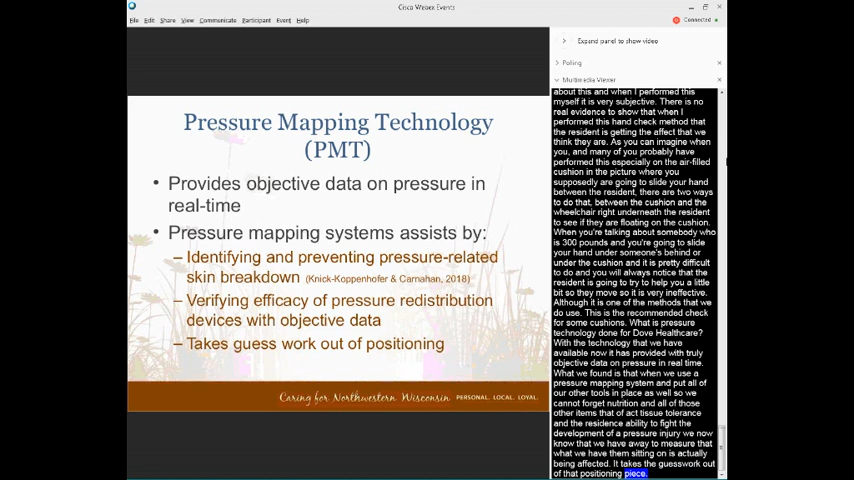 Cisco Webex Events
File Edit Share View Communicate Participant Event Help
Connected
Pressure Mapping Technology
(PMT)
• Provides objective data on pressure in
real-time
• Pressure mapping systems assists by:
– Identifying and preventing pressure-related
skin breakdown (Knick-Koppenhofer & Carnahan, 2018)
– Verifying efficacy of pressure redistribution
devices with objective data
– Takes guess work out of positioning
Caring for Northwestern Wisconsin PERSONAL. LOCAL. LOYAL.
Expand panel to show video
Polling
Multimedia Viewer
about this and when I performed this
myself it is very subjective. There is no
real evidence to show that when I
performed this hand check method that
the resident is getting the affect that we
think they are. As you can imagine when
you, and many of you probably have
performed this especially on the air-filled
cushion in the picture where you
supposedly are going to slide your hand
between the resident, there are two ways
to do that, between the cushion and the
wheelchair right underneath the resident
to see if they are floating on the cushion.
When you're talking about somebody who
is 300 pounds and you're going to slide
your hand under someone's behind or
under the cushion and it is pretty difficult
to do and you will always notice that the
resident is going to try to help you a little
bit so they move so it is very ineffective.
Although it is one of the methods that we
do use. This is the recommended check
for some cushions. What is pressure
technology done for Dove Healthcare?
With the technology that we have
available now it has provided with truly
objective data on pressure in real time.
What we found is that when we use a
pressure mapping system and put all of
our other tools in place as well so we
cannot forget nutrition and all of those
other items that of act tissue tolerance
and the residence ability to fight the
development of a pressure injury we now
know that we have away to measure that
what we have them sitting on is actually
being affected. It takes the guesswork out
of that positioning piece.